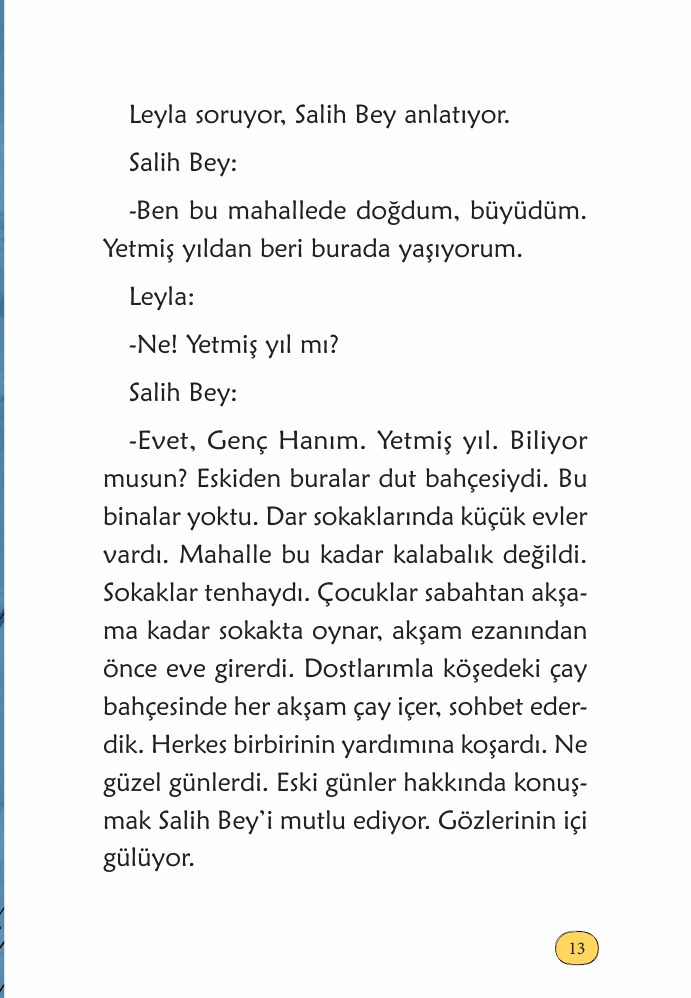 Leyla soruyor, Salih Bey anlatıyor.
Salih Bey:
-Ben bu mahallede doğdum, büyüdüm.
Yetmiş yıldan beri burada yaşıyorum.
Leyla:
-Ne! Yetmiş yıl mı?
Salih Bey:
-Evet, Genç Hanım. Yetmiş yıl. Biliyor
musun? Eskiden buralar dut bahçesiydi. Bu
binalar yoktu. Dar sokaklarında küçük evler
vardı. Mahalle bu kadar kalabalık değildi.
Sokaklar tenhaydı. Çocuklar sabahtan akşa-
ma kadar sokakta oynar, akşam ezanından
önce eve girerdi. Dostlarımla köşedeki çay
bahçesinde her akşam çay içer, sohbet eder-
dik. Herkes birbirinin yardımına koşardı. Ne
güzel günlerdi. Eski günler hakkında konuş-
mak Salih Bey’i mutlu ediyor. Gözlerinin içi
gülüyor.
13